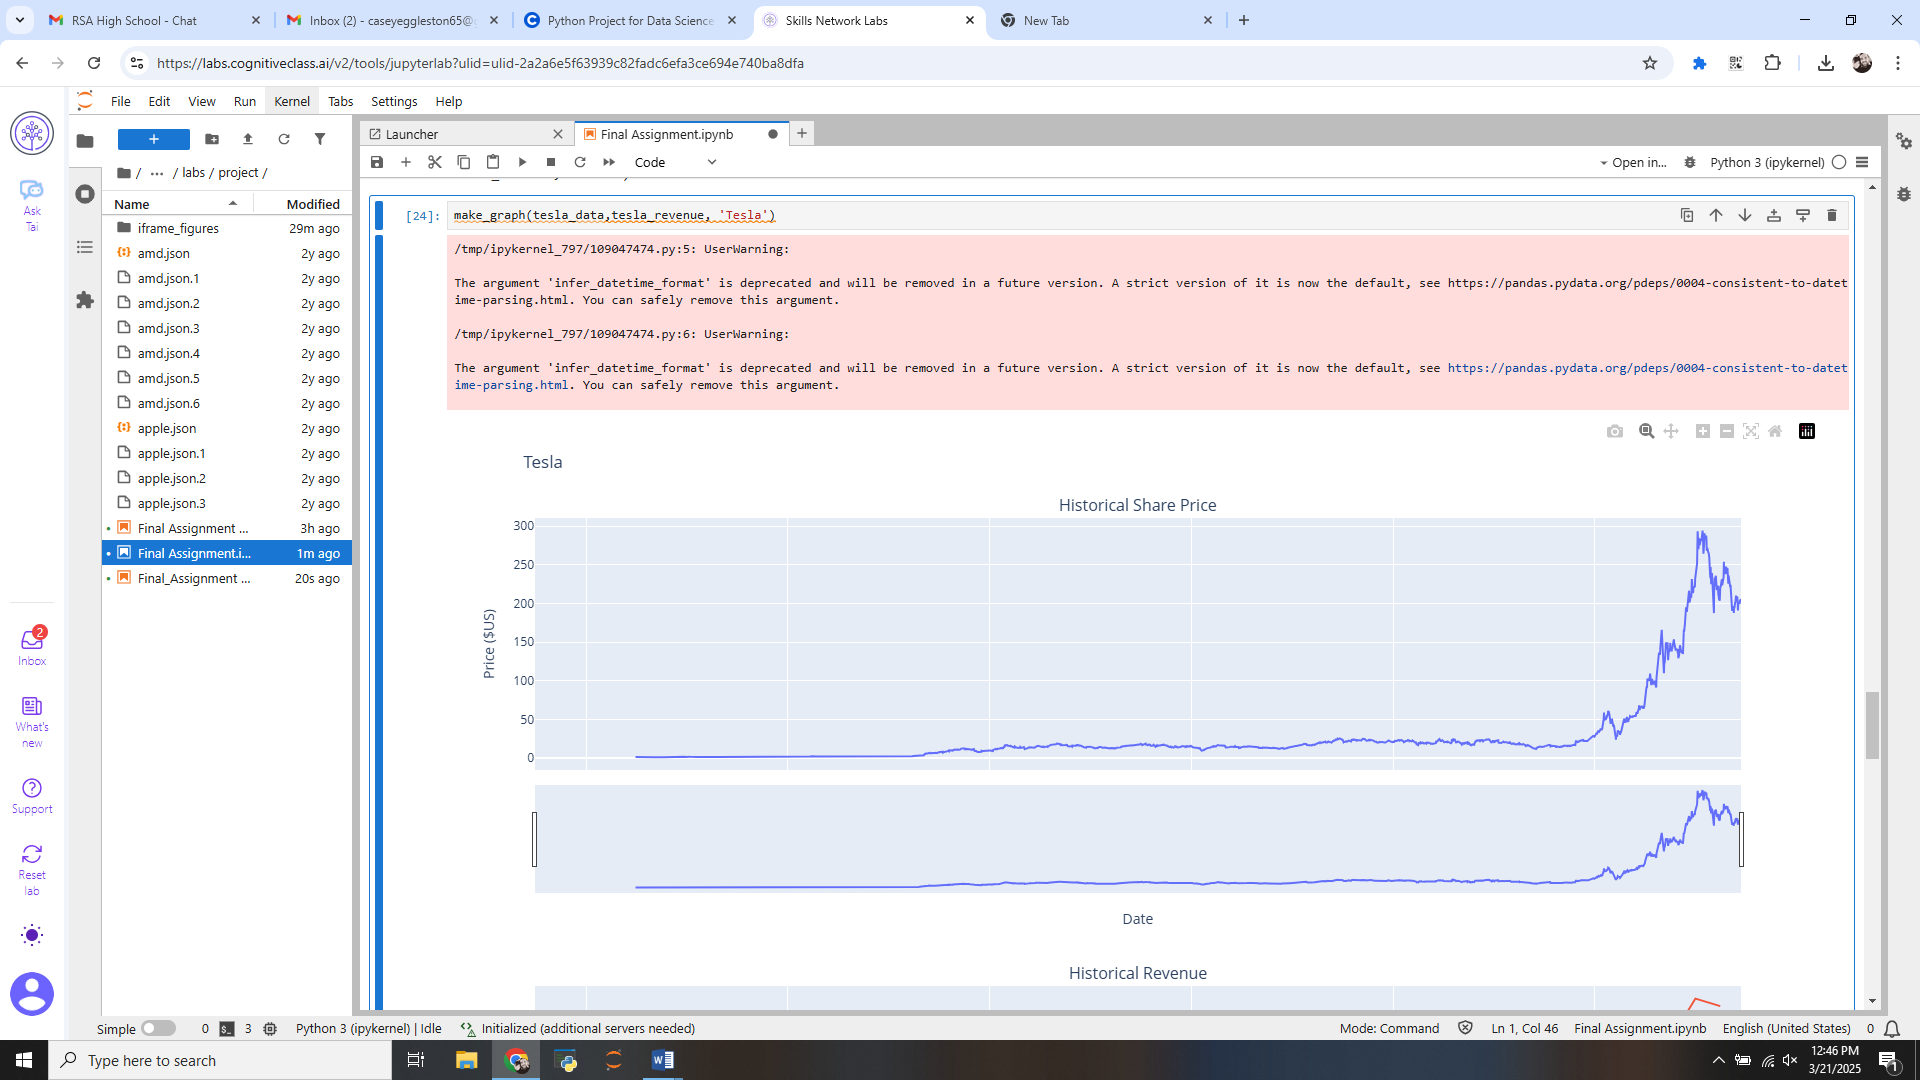 RSA High School - Chat
Inbox (2) - caseyeggleston65@
Python Project for Data Science
Skills Network Labs
New Tab
https://labs.cognitiveclass.ai/v2/tools/jupyterlab?ulid=ulid-2a2a6e5f63939c82fadc6efa3ce694e740ba8dfa
File Edit View Run Kernel Tabs Settings Help
Launcher
Final Assignment.ipynb
Code
Open in...
Python 3 (ipykernel)
/ ··· / labs / project /
Name Modified
iframe_figures 29m ago
amd.json 2y ago
amd.json.1 2y ago
amd.json.2 2y ago
amd.json.3 2y ago
amd.json.4 2y ago
amd.json.5 2y ago
amd.json.6 2y ago
apple.json 2y ago
apple.json.1 2y ago
apple.json.2 2y ago
apple.json.3 2y ago
Final Assignment ... 3h ago
Final Assignment.i... 1m ago
Final_Assignment ... 20s ago
Ask
Tai
2
Inbox
What's
new
Support
Reset
lab
[24]:
make_graph(tesla_data,tesla_revenue, 'Tesla')
/tmp/ipykernel_797/109047474.py:5: UserWarning:
The argument 'infer_datetime_format' is deprecated and will be removed in a future version. A strict version of it is now the default, see https://pandas.pydata.org/pdeps/0004-consistent-to-datet
ime-parsing.html. You can safely remove this argument.
/tmp/ipykernel_797/109047474.py:6: UserWarning:
The argument 'infer_datetime_format' is deprecated and will be removed in a future version. A strict version of it is now the default, see https://pandas.pydata.org/pdeps/0004-consistent-to-datet
ime-parsing.html. You can safely remove this argument.
Tesla
Historical Share Price
300
250
200
150
100
50
0
Price ($US)
Date
Historical Revenue
Simple 0 3 Python 3 (ipykernel) | Idle Initialized (additional servers needed)
Mode: Command Ln 1, Col 46 Final Assignment.ipynb English (United States) 0
Type here to search
12:46 PM
3/21/2025
1